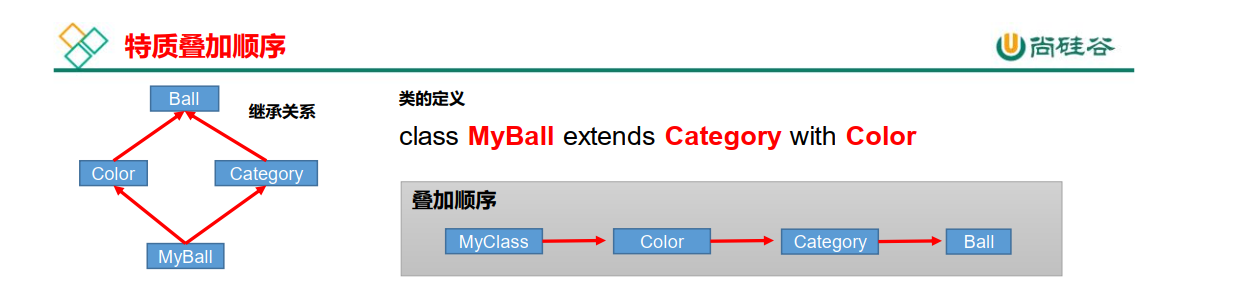 特质叠加顺序
尚硅谷
Ball
继承关系
Color
Category
MyBall
类的定义
class MyBall extends Category with Color
叠加顺序
MyClass
Color
Category
Ball